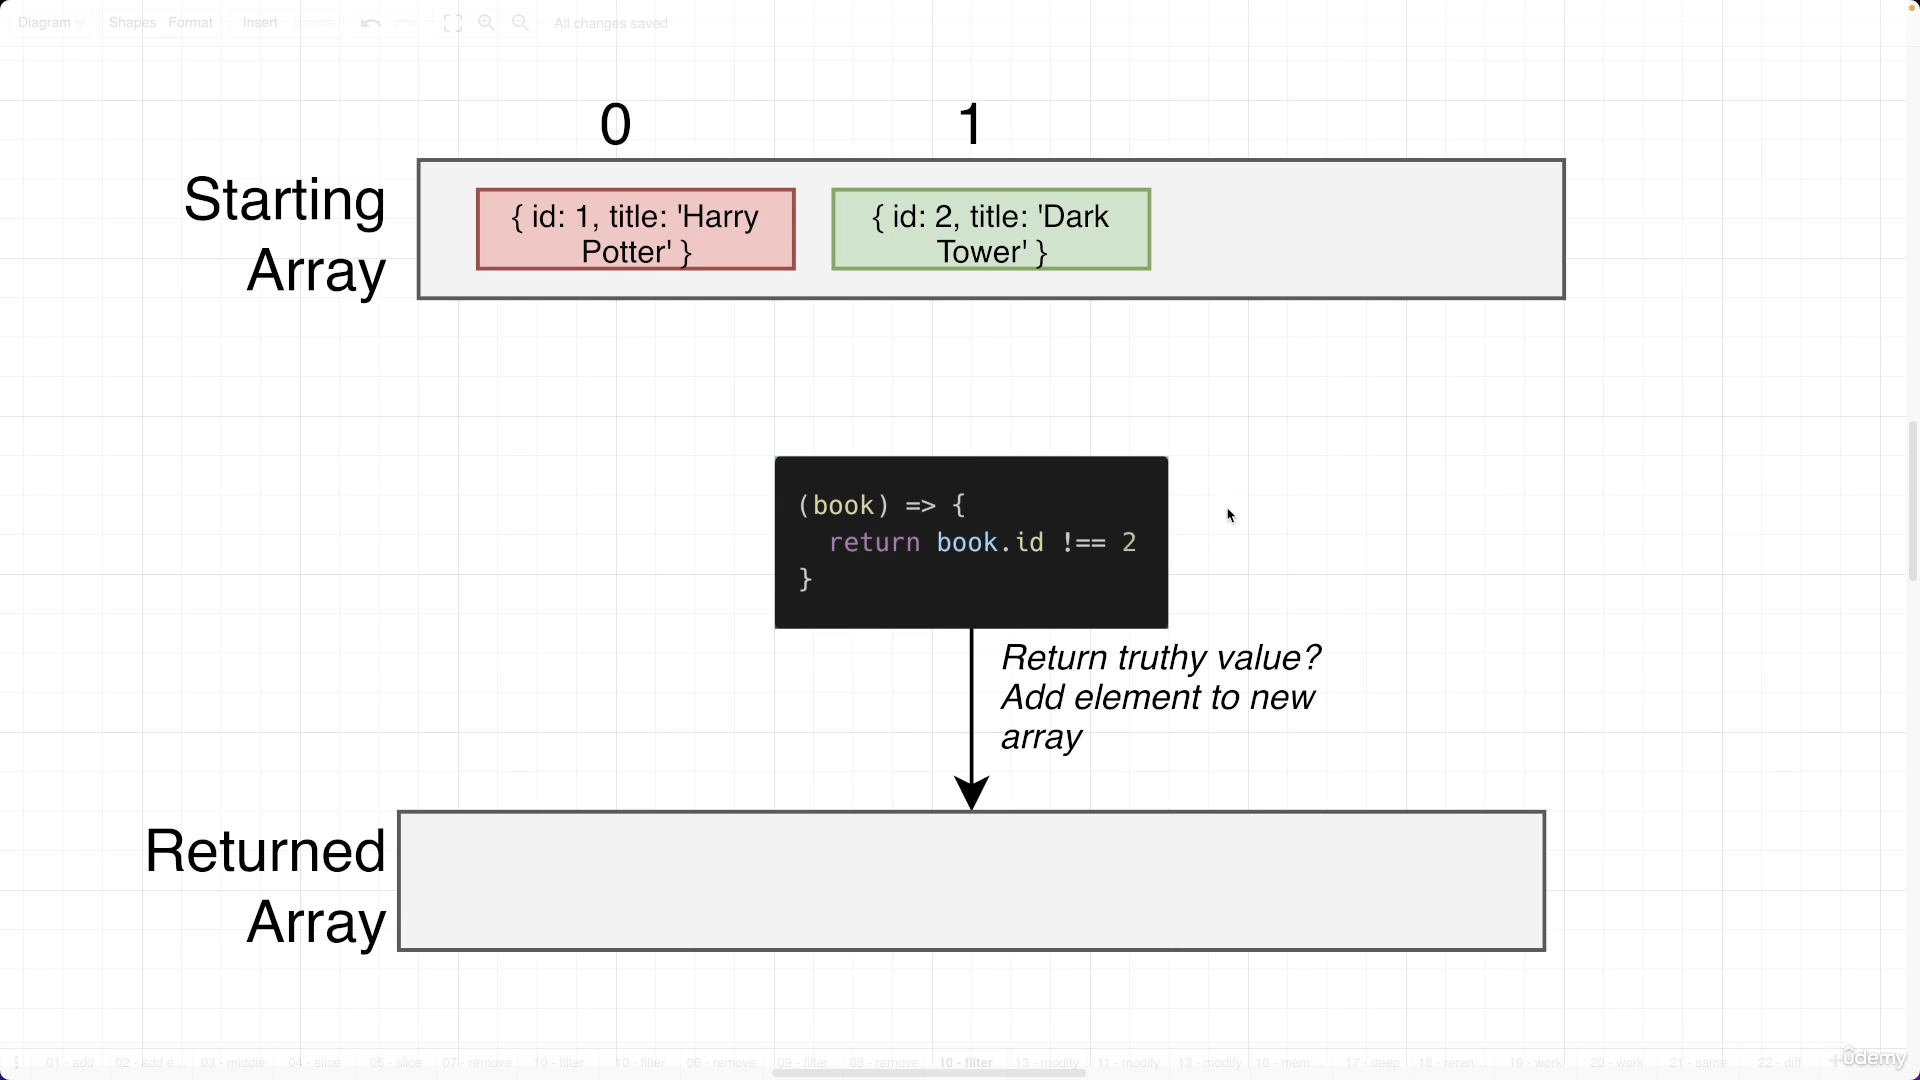 Diagram Shapes Format Insert Delete All changes saved
0 1
Starting
Array
{ id: 1, title: 'Harry
Potter' }
{ id: 2, title: 'Dark
Tower' }
(book) => {
return book.id !== 2
}
Return truthy value?
Add element to new
array
Returned
Array
01 - add 02 - add e... 03 - middle 04 - slice 05 - slice 07 - remove 10 - filter 10 - filter 06 - remove 09 - filter 08 - remove 10 - filter 13 - modify 11 - modify 13 - modify 16 - mem... 17 - deep 18 - reren... 19 - work 20 - work 21 - same 22 - diff
ûdemy